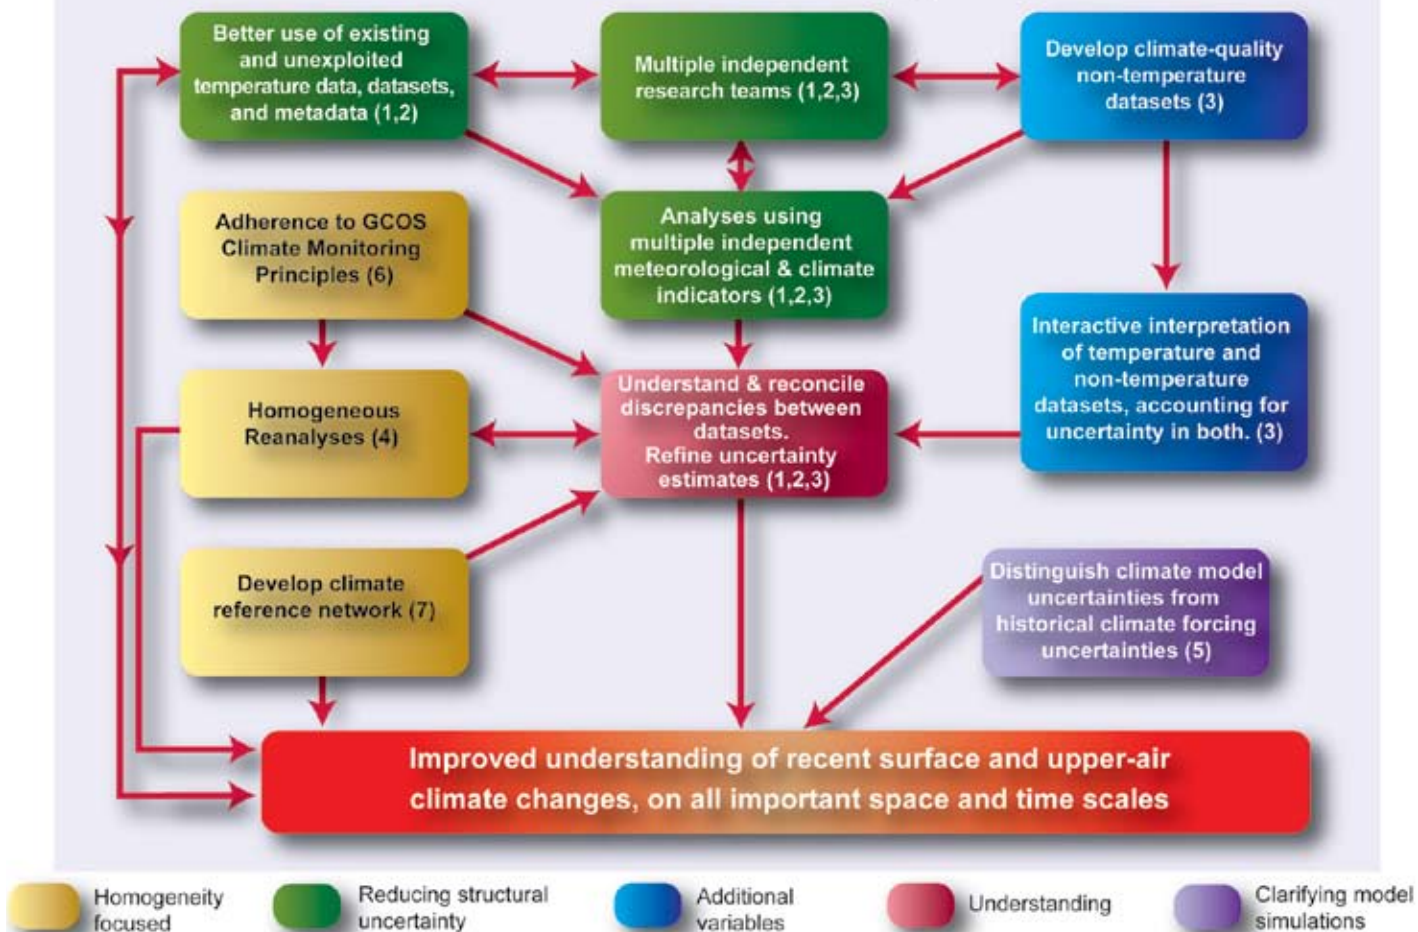 Better use of existing
and unexploited
temperature data, datasets,
and metadata (1,2)
Multiple independent
research teams (1,2,3)
Develop climate-quality
non-temperature
datasets (3)
Adherence to GCOS
Climate Monitoring
Principles (6)
Analyses using
multiple independent
meteorological & climate
indicators (1,2,3)
Interactive interpretation
of temperature and
non-temperature
datasets, accounting for
uncertainty in both. (3)
Homogeneous
Reanalyses (4)
Understand & reconcile
discrepancies between
datasets.
Refine uncertainty
estimates (1,2,3)
Develop climate
reference network (7)
Distinguish climate model
uncertainties from
historical climate forcing
uncertainties (5)
Improved understanding of recent surface and upper-air
climate changes, on all important space and time scales
Homogeneity
focused
Reducing structural
uncertainty
Additional
variables
Understanding
Clarifying model
simulations